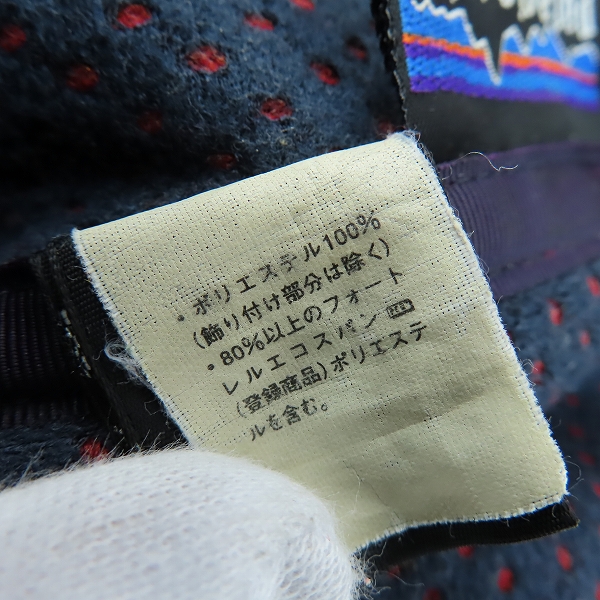 ・ポリエステル100%
(飾り付け部分は除く)
・80%以上のフォート
レルエコスパン
(登録商品)ポリエステ
ルを含む。